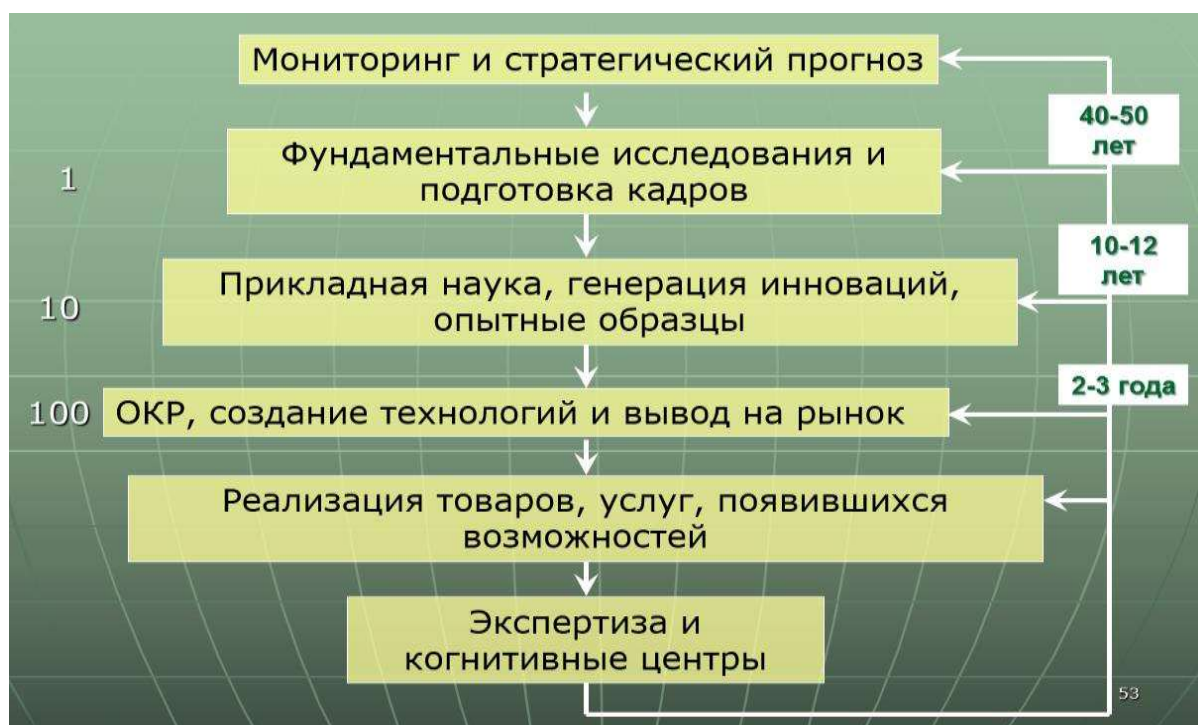 Мониторинг и стратегический прогноз
40-50
лет
1
Фундаментальные исследования и
подготовка кадров
10-12
лет
10
Прикладная наука, генерация инноваций,
опытные образцы
2-3 года
100
ОКР, создание технологий и вывод на рынок
Реализация товаров, услуг, появившихся
возможностей
Экспертиза и
когнитивные центры
53